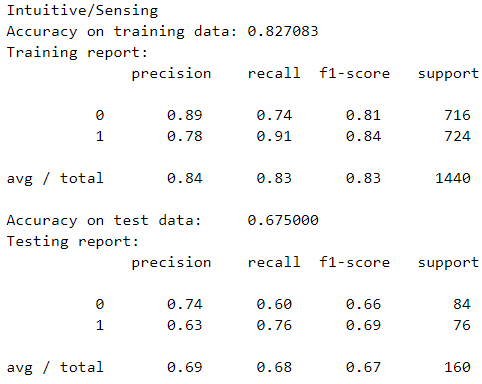 Intuitive/Sensing
Accuracy on training data: 0.827083
Training report:
precision recall f1-score support
0 0.89 0.74 0.81 716
1 0.78 0.91 0.84 724
avg / total 0.84 0.83 0.83 1440
Accuracy on test data: 0.675000
Testing report:
precision recall f1-score support
0 0.74 0.60 0.66 84
1 0.63 0.76 0.69 76
avg / total 0.69 0.68 0.67 160